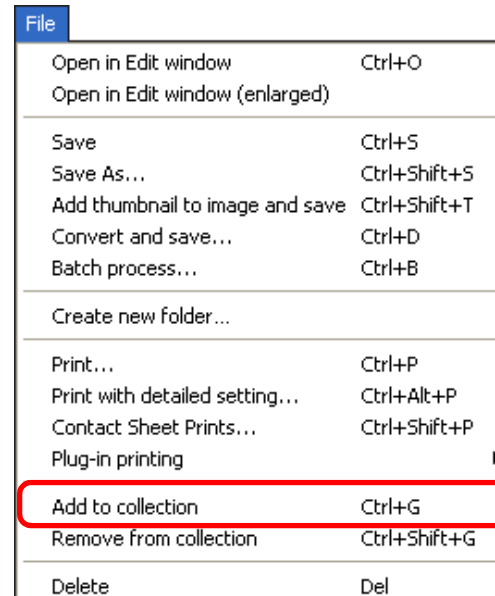 File
Open in Edit window Ctrl+O
Open in Edit window (enlarged)
Save Ctrl+S
Save As... Ctrl+Shift+S
Add thumbnail to image and save Ctrl+Shift+T
Convert and save... Ctrl+D
Batch process... Ctrl+B
Create new folder...
Print... Ctrl+P
Print with detailed setting... Ctrl+Alt+P
Contact Sheet Prints... Ctrl+Shift+P
Plug-in printing
Add to collection Ctrl+G
Remove from collection Ctrl+Shift+G
Delete Del